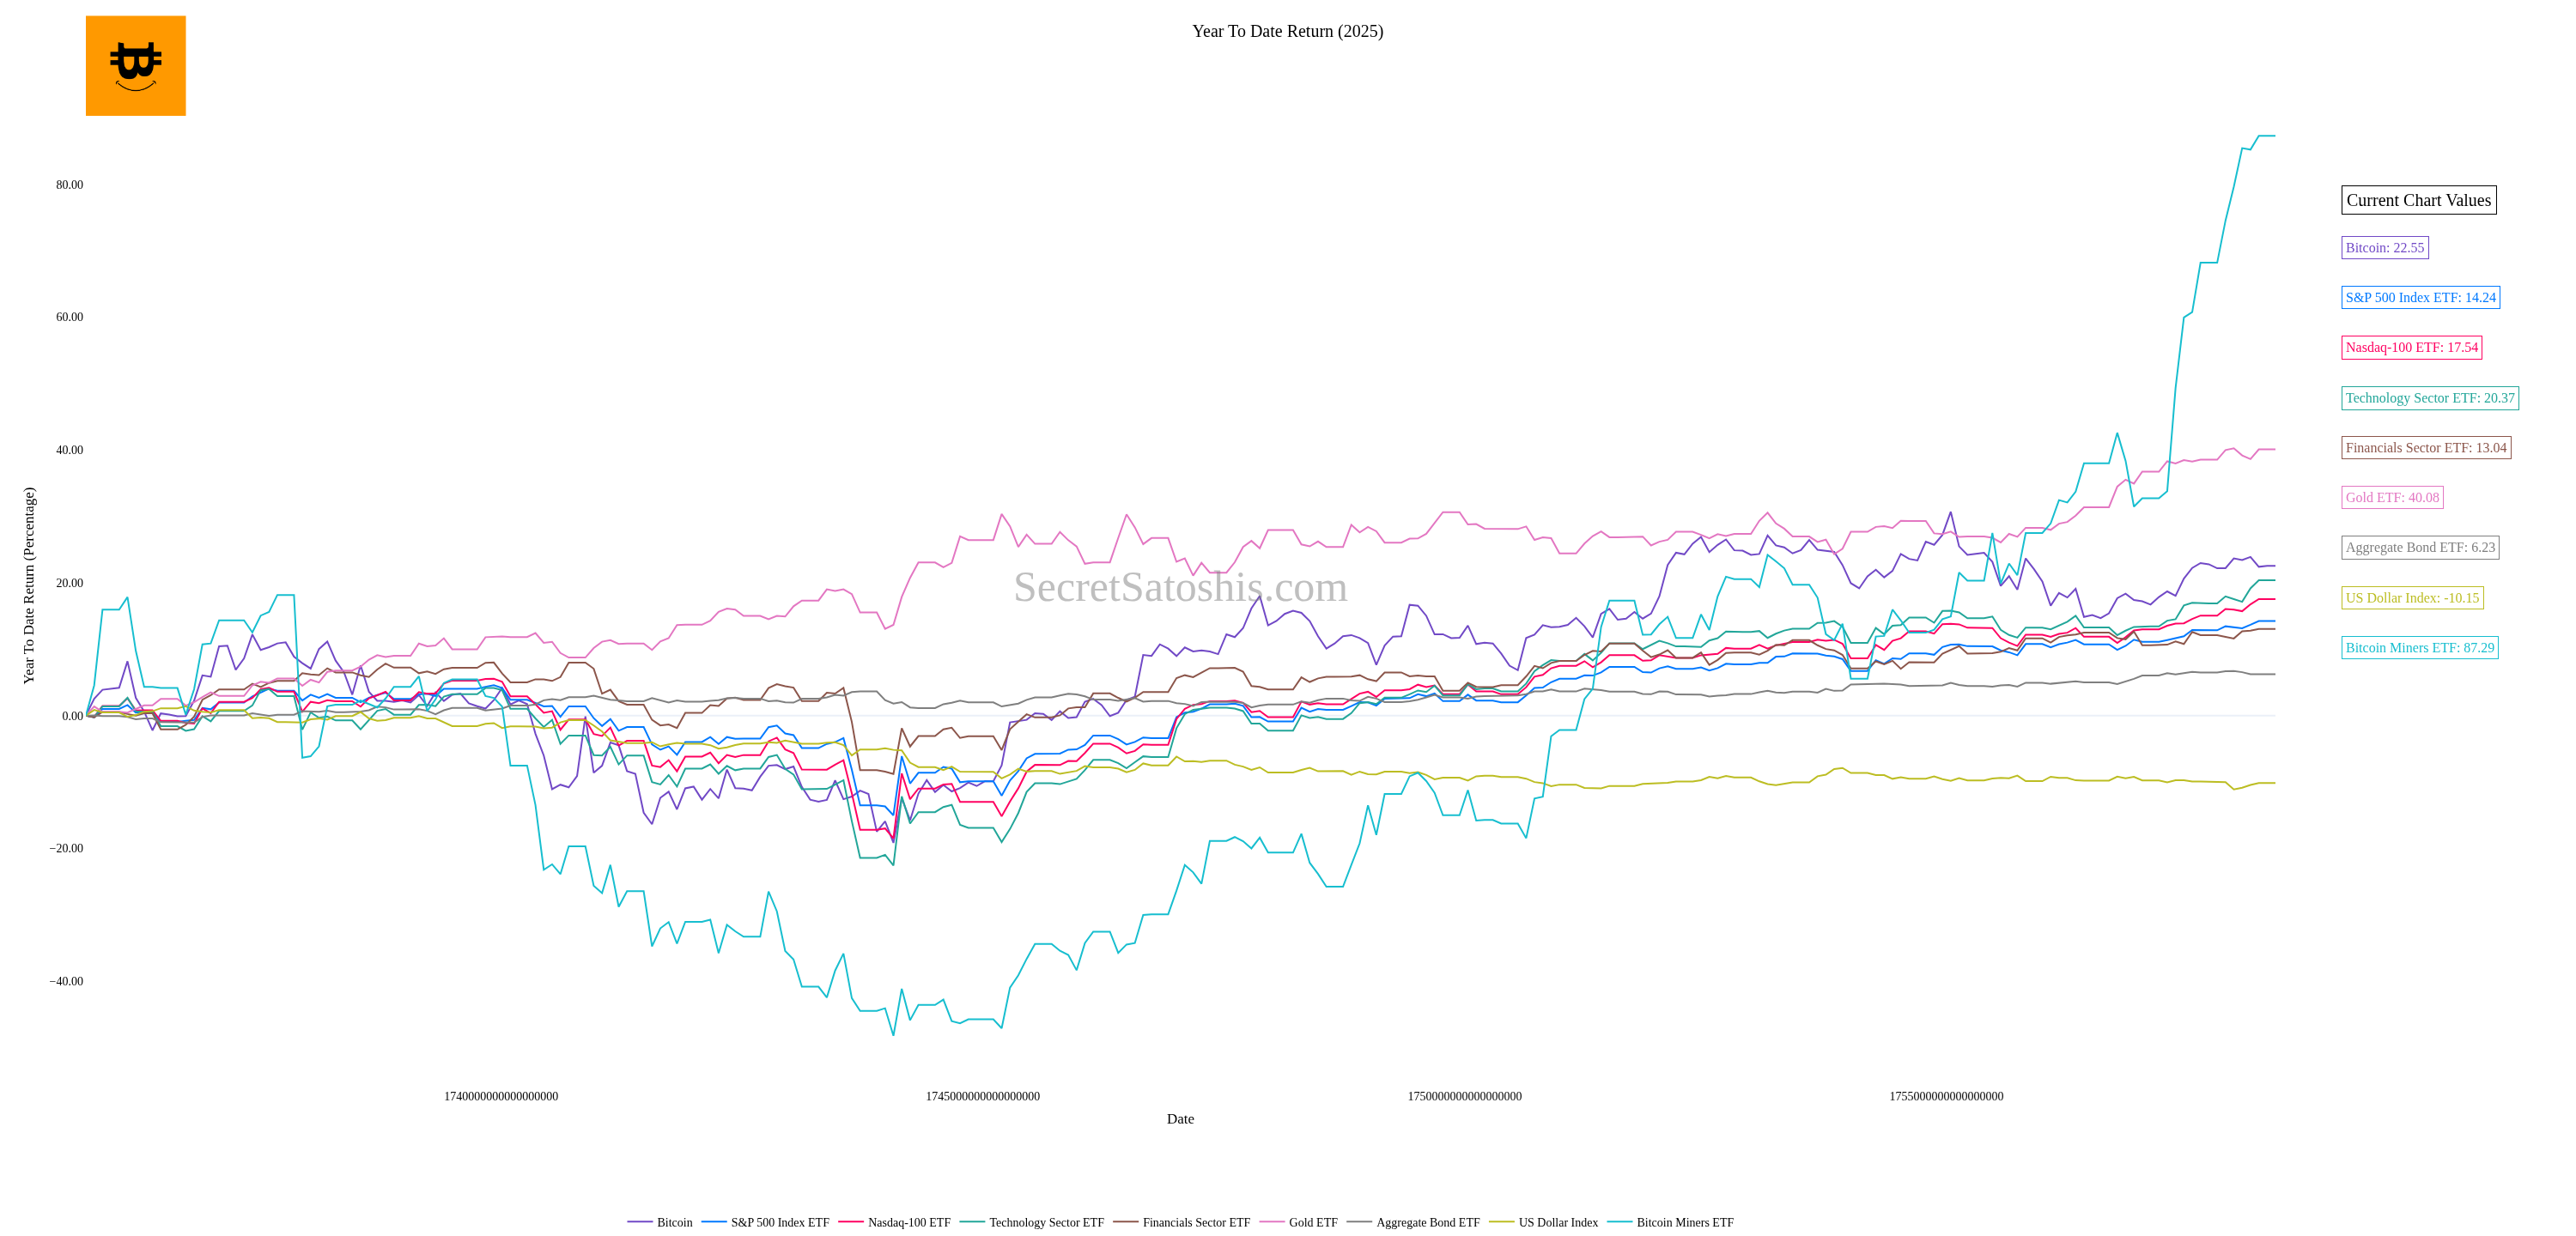 Year To Date Return (2025)
80.00
60.00
40.00
20.00
0.00
−20.00
−40.00
Year To Date Return (Percentage)
SecretSatoshis.com
1740000000000000000
1745000000000000000
1750000000000000000
1755000000000000000
Date
Current Chart Values
Bitcoin: 22.55
S&P 500 Index ETF: 14.24
Nasdaq-100 ETF: 17.54
Technology Sector ETF: 20.37
Financials Sector ETF: 13.04
Gold ETF: 40.08
Aggregate Bond ETF: 6.23
US Dollar Index: -10.15
Bitcoin Miners ETF: 87.29
Bitcoin S&P 500 Index ETF Nasdaq-100 ETF Technology Sector ETF Financials Sector ETF Gold ETF Aggregate Bond ETF US Dollar Index Bitcoin Miners ETF